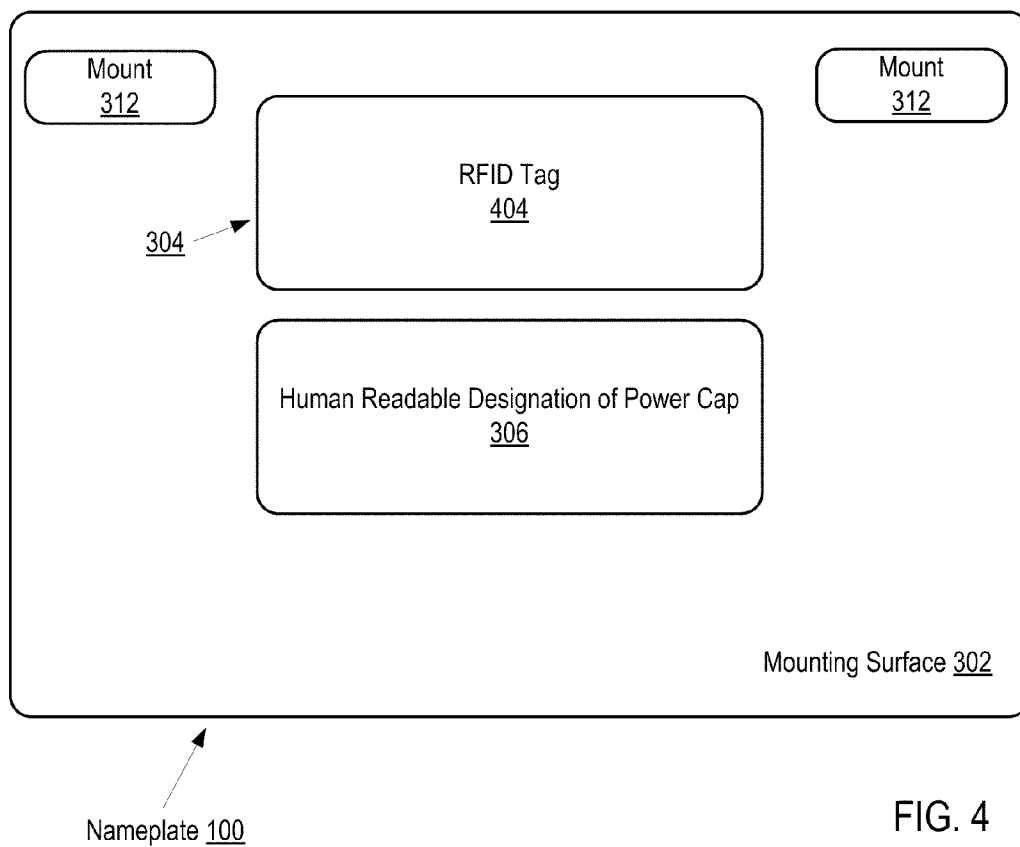 Mount
312
Mount
312
RFID Tag
404
304
Human Readable Designation of Power Cap
306
Mounting Surface 302
Nameplate 100
FIG. 4